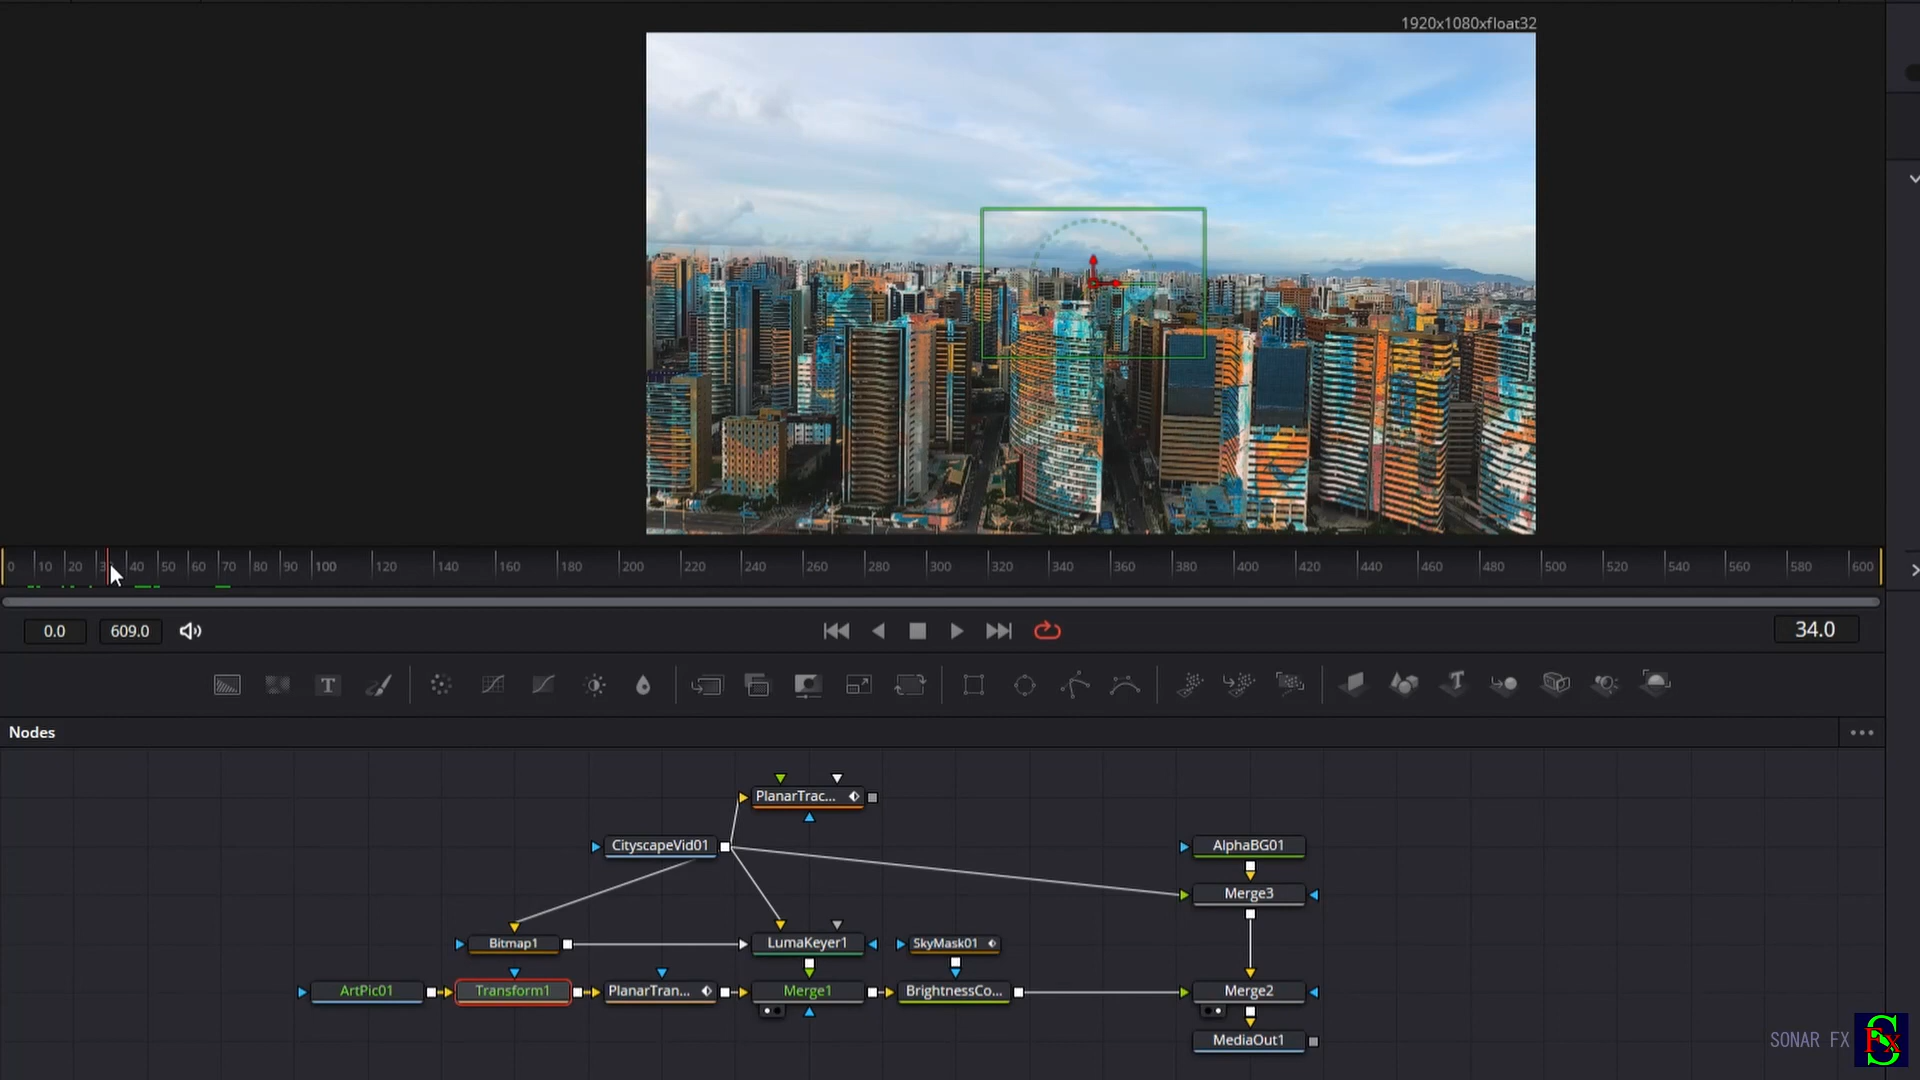 1920x1080xfloat32
0 10 20 40 50 60 70 80 90 100 120 140 160 180 200 220 240 260 280 300 320 340 360 380 400 420 440 460 480 500 520 540 560 580 600
0.0 609.0 34.0
T
Nodes
PlanarTrac...
CityscapeVid01 AlphaBG01
Merge3
Bitmap1 LumaKeyer1 SkyMask01
ArtPic01 Transform1 PlanarTran... Merge1 BrightnessCo... Merge2
MediaOut1
SONAR FX
S Fx